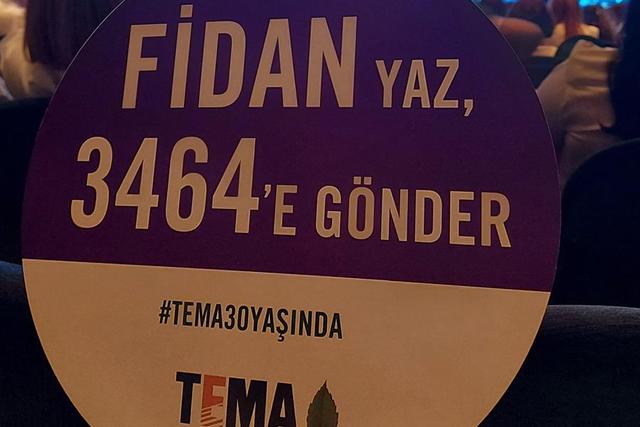 FİDAN YAZ,
3464'E GÖNDER
#TEMA30YAŞINDA
TEMA